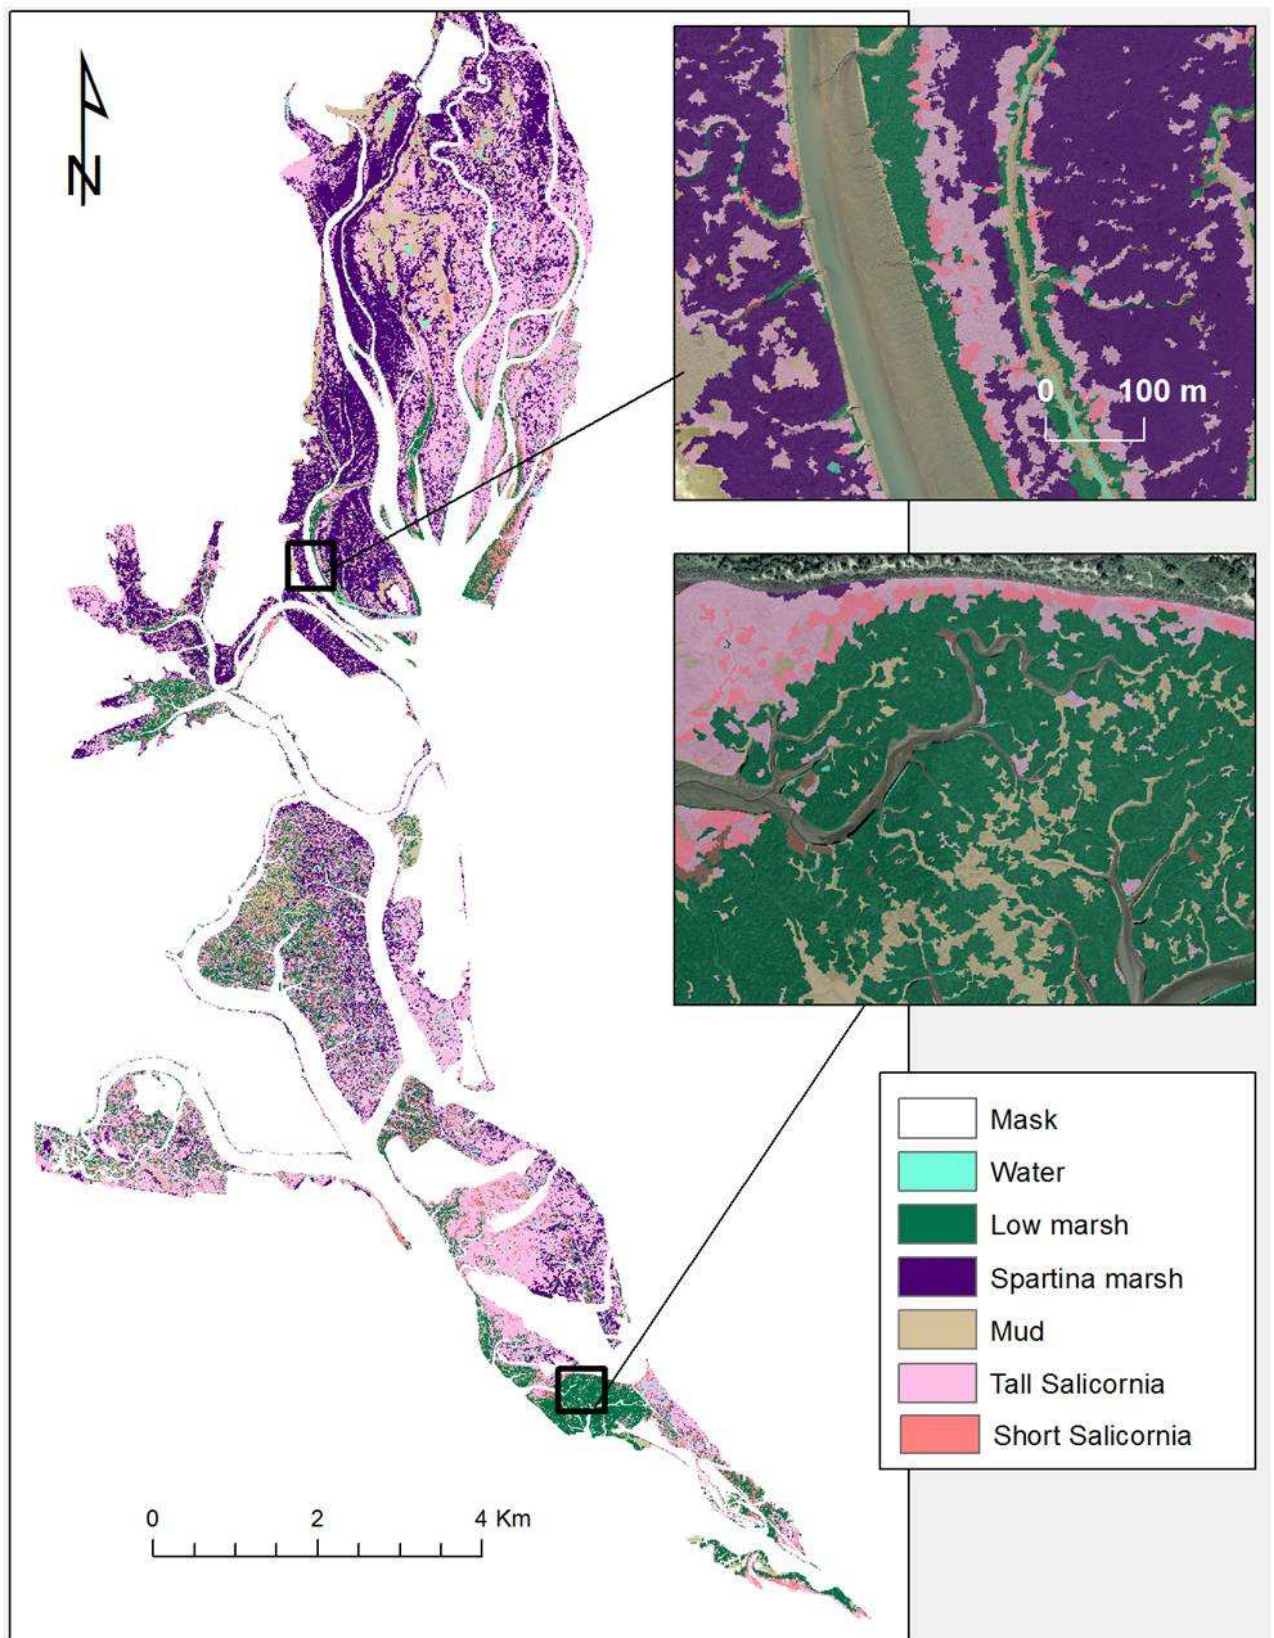 N
0 100 m
Mask
Water
Low marsh
Spartina marsh
Mud
Tall Salicornia
Short Salicornia
0 2 4 Km